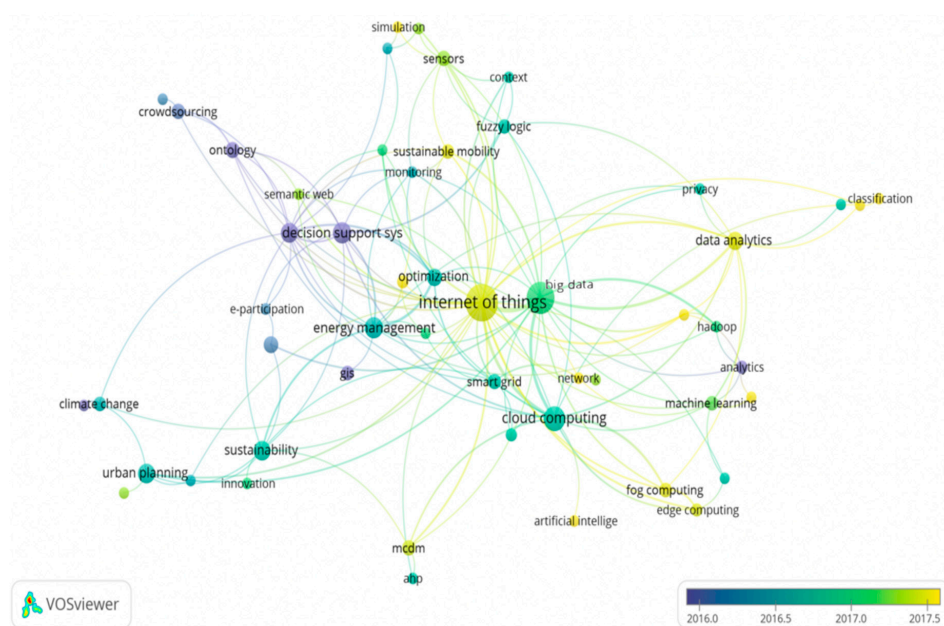 simulation
sensors
context
crowdsourcing
fuzzy logic
ontology
sustainable mobility
monitoring
semantic web
privacy
classification
decision support sys
data analytics
optimization
big data
internet of things
e-participation
energy management
hadoop
gis
smart grid
network
analytics
climate change
machine learning
cloud computing
sustainability
urban planning
innovation
fog computing
edge computing
artificial intellige
mcdm
ahp
VOSviewer
2016.0 2016.5 2017.0 2017.5